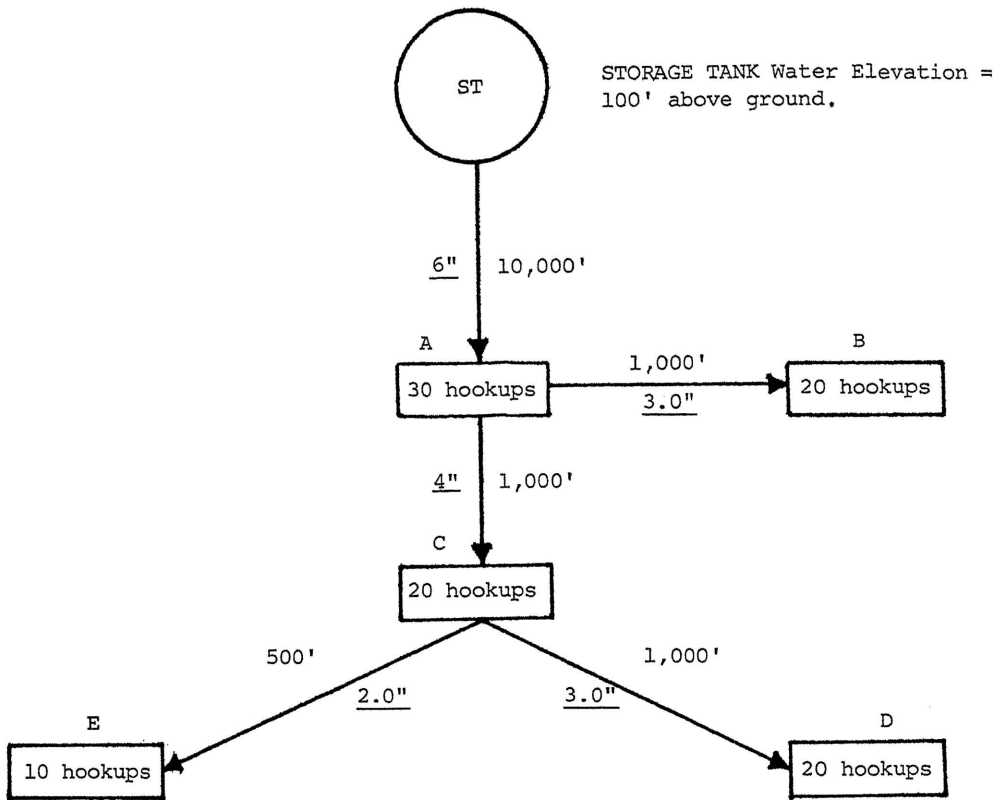 ST
STORAGE TANK Water Elevation =
100' above ground.
6" 10,000'
A
30 hookups
1,000'
3.0"
B
20 hookups
4" 1,000'
C
20 hookups
500'
2.0"
1,000'
3.0"
E
10 hookups
D
20 hookups